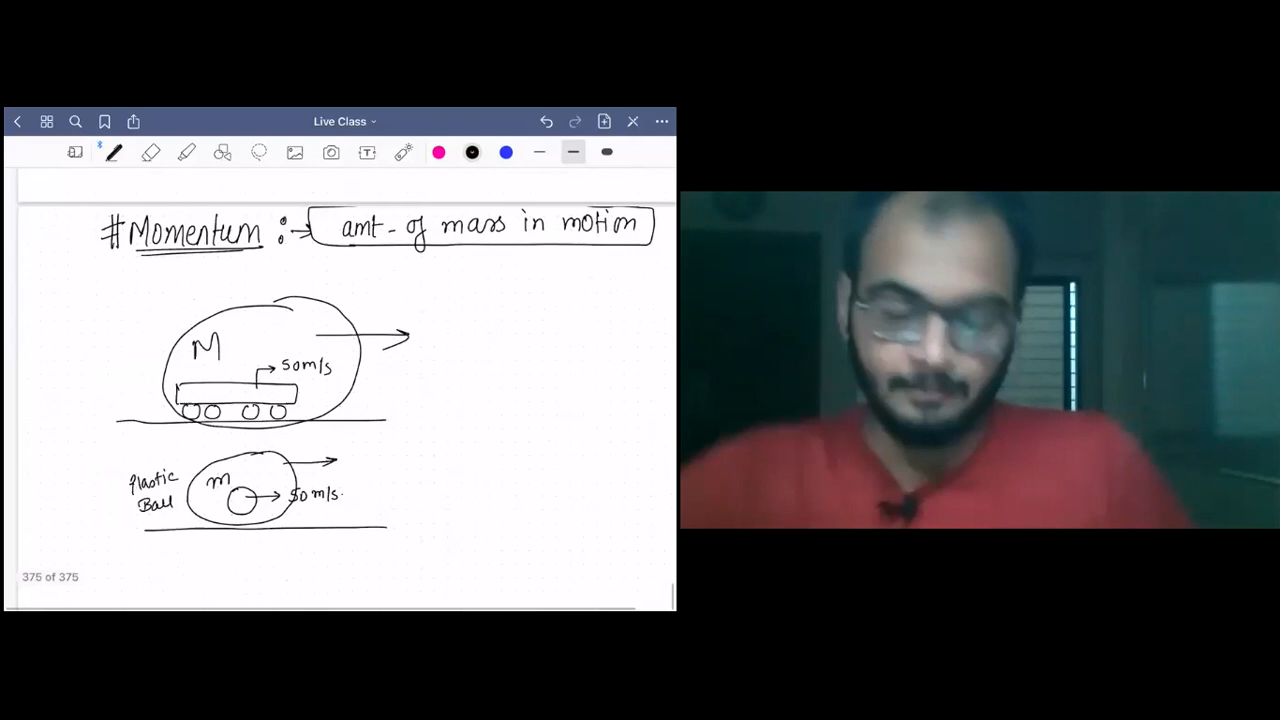 Live Class
#Momentum :→ amt- of mass in motion
M
50m/s
Plastic
Ball
m
50m/s.
375 of 375